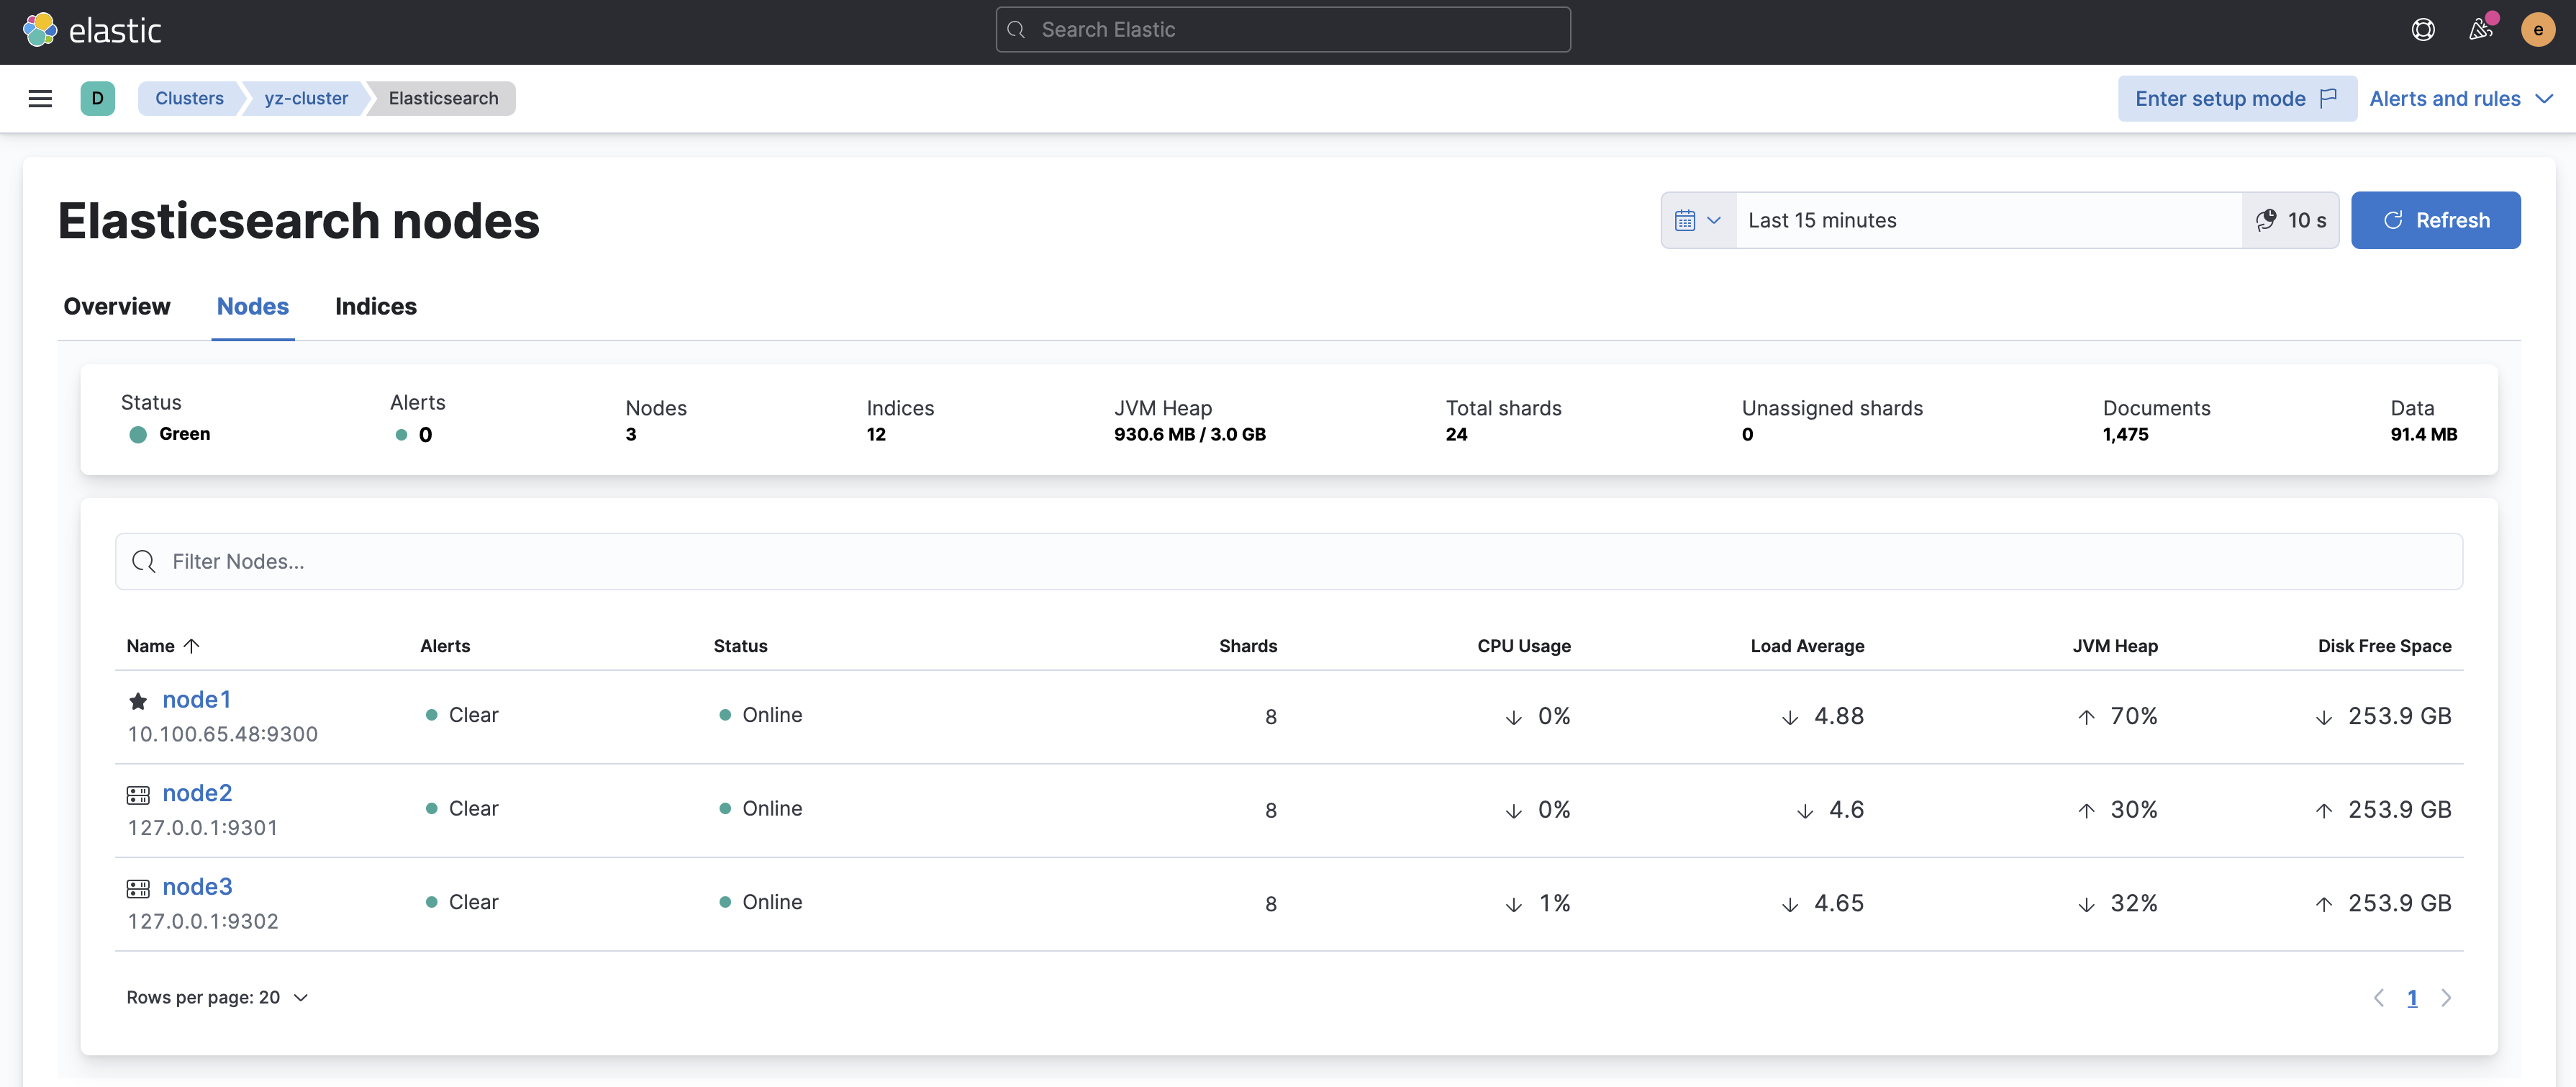 elastic
Search Elastic
e
D
Clusters
yz-cluster
Elasticsearch
Enter setup mode
Alerts and rules
Elasticsearch nodes
Last 15 minutes
10 s
Refresh
Overview
Nodes
Indices
Status
Green
Alerts
0
Nodes
3
Indices
12
JVM Heap
930.6 MB / 3.0 GB
Total shards
24
Unassigned shards
0
Documents
1,475
Data
91.4 MB
Filter Nodes...
Name Alerts Status Shards CPU Usage Load Average JVM Heap Disk Free Space
node1 Clear Online 8 0% 4.88 70% 253.9 GB
10.100.65.48:9300
node2 Clear Online 8 0% 4.6 30% 253.9 GB
127.0.0.1:9301
node3 Clear Online 8 1% 4.65 32% 253.9 GB
127.0.0.1:9302
Rows per page: 20
1